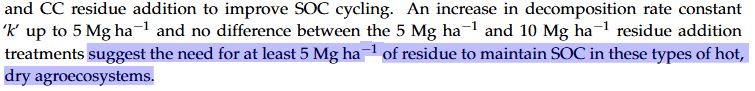 and CC residue addition to improve SOC cycling. An increase in decomposition rate constant
‘k’ up to 5 Mg ha⁻¹ and no difference between the 5 Mg ha⁻¹ and 10 Mg ha⁻¹ residue addition
treatments suggest the need for at least 5 Mg ha⁻¹ of residue to maintain SOC in these types of hot,
dry agroecosystems.